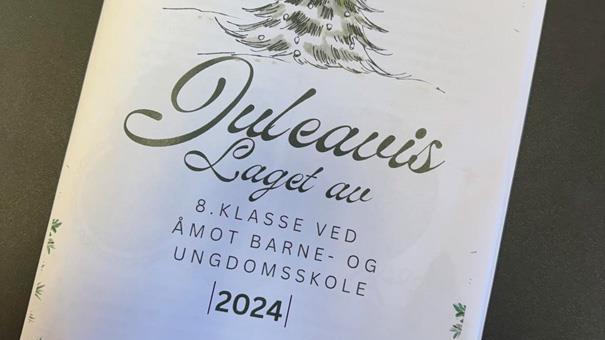 Juleavis
Laget av
8. KLASSE VED
ÅMOT BARNE- OG
UNGDOMSSKOLE
|2024|